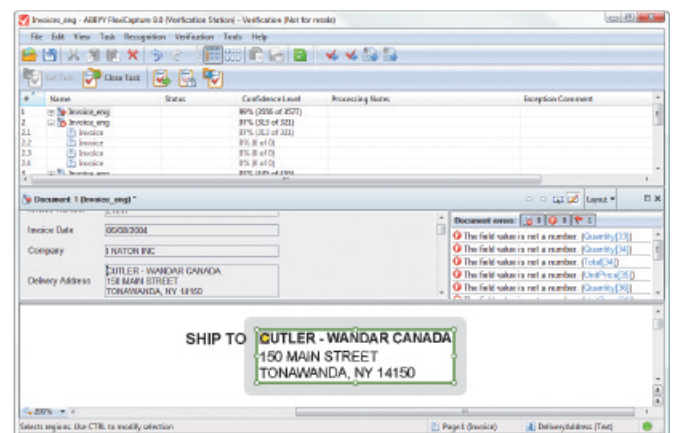 Invoices_eng - ABBYY FlexiCapture 9.0 (Verification Station) - Verification (Not for resale)
File Edit View Task Recognition Verification Tools Help
Get Task Close Task
# Name Status Confidence Level Processing Notes Exception Comment
1 Invoice_eng 99% (3556 of 3577)
2 Invoice_eng 97% (313 of 321)
2.1 Invoice 97% (313 of 321)
2.2 Invoice 0% (0 of 0)
2.3 Invoice 0% (0 of 0)
2.4 Invoice 0% (0 of 0)
Document 1 (Invoice_eng) * Layout
Document errors:
Invoice Date
Company
Delivery Address
CUTLER - WANDAR CANADA
150 MAIN STREET
TONAWANDA, NY 14150
The field value is not a number. (Quantity[33])
The field value is not a number. (Quantity[34])
The field value is not a number. (Total[34])
The field value is not a number. (UnitPrice[35])
The field value is not a number. (Quantity[36])
SHIP TO CUTLER - WANDAR CANADA
150 MAIN STREET
TONAWANDA, NY 14150
200%
Selects regions. Use CTRL to modify selection Page 1 (Invoice) DeliveryAddress (Text)